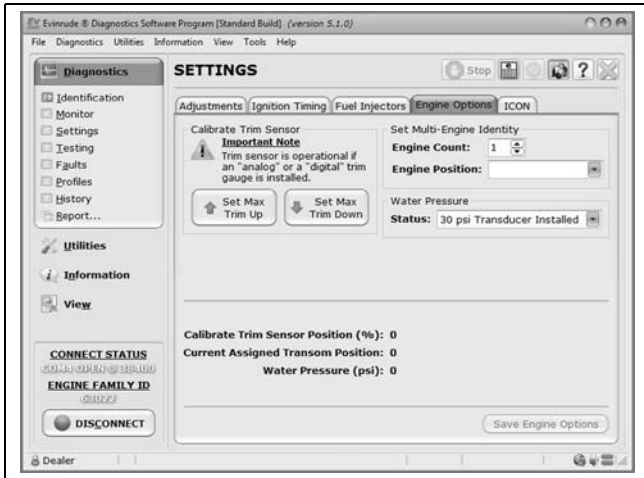 Evinrude ® Diagnostics Software Program [Standard Build] (version 5.1.0)
File Diagnostics Utilities Information View Tools Help
Diagnostics
Identification
Monitor
Settings
Testing
Faults
Profiles
History
Report...
Utilities
Information
View
CONNECT STATUS
COM4 OPEN @ 38400
ENGINE FAMILY ID
DISCONNECT
SETTINGS
Stop
?
Adjustments Ignition Timing Fuel Injectors Engine Options ICON
Calibrate Trim Sensor
Important Note
Trim sensor is operational if
an "analog" or a "digital" trim
gauge is installed.
Set Max
Trim Up
Set Max
Trim Down
Set Multi-Engine Identity
Engine Count: 1
Engine Position:
Water Pressure
Status: 30 psi Transducer Installed
Calibrate Trim Sensor Position (%): 0
Current Assigned Transom Position: 0
Water Pressure (psi): 0
Save Engine Options
Dealer